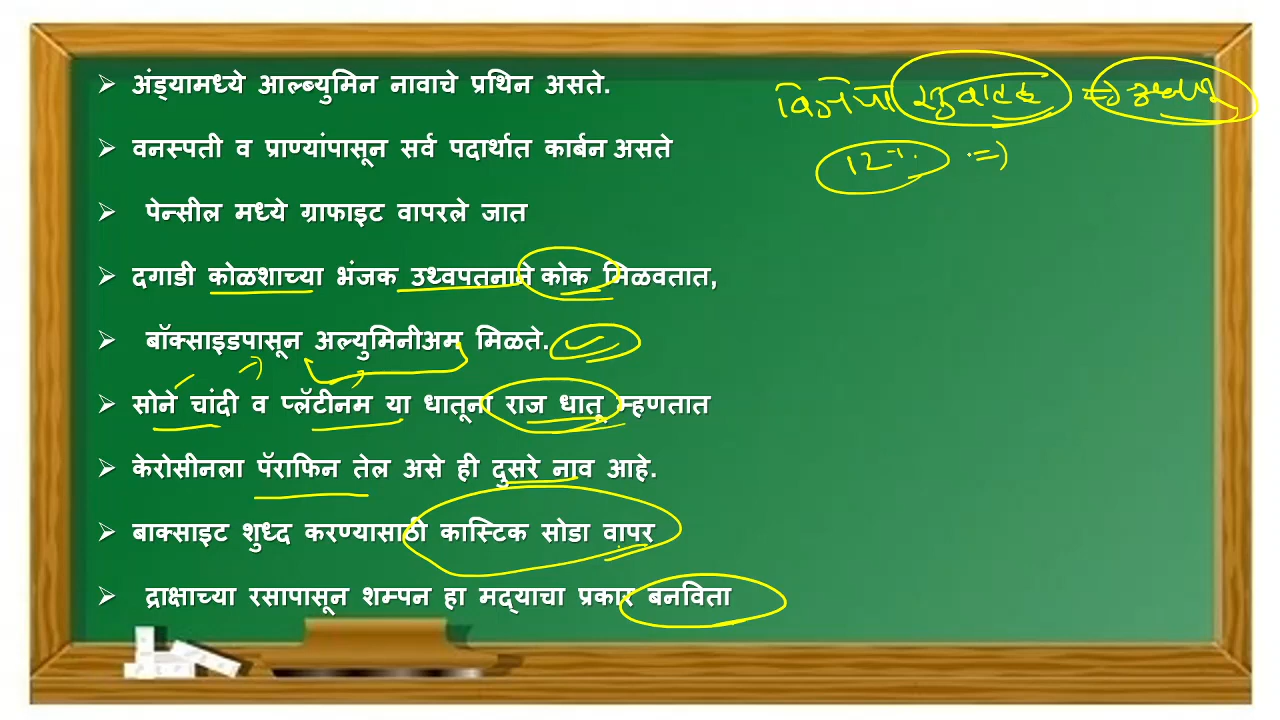 अंड्यामध्ये आल्ब्युमिन नावाचे प्रथिन असते.
वनस्पती व प्राण्यांपासून सर्व पदार्थात कार्बन असते
पेन्सील मध्ये ग्राफाइट वापरले जात
दगाडी कोळशाच्या भंजक उथ्वपतनाने कोक मिळवतात,
बॉक्साइडपासून अल्युमिनीअम मिळते.
सोने चांदी व प्लॅटीनम या धातूना राज धातू म्हणतात
केरोसीनला पॅराफिन तेल असे ही दुसरे नाव आहे.
बाक्साइट शुध्द करण्यासाठी कास्टिक सोडा वापर
द्राक्षाच्या रसापासून शम्पन हा मद्याचा प्रकार बनविता
12%. =>